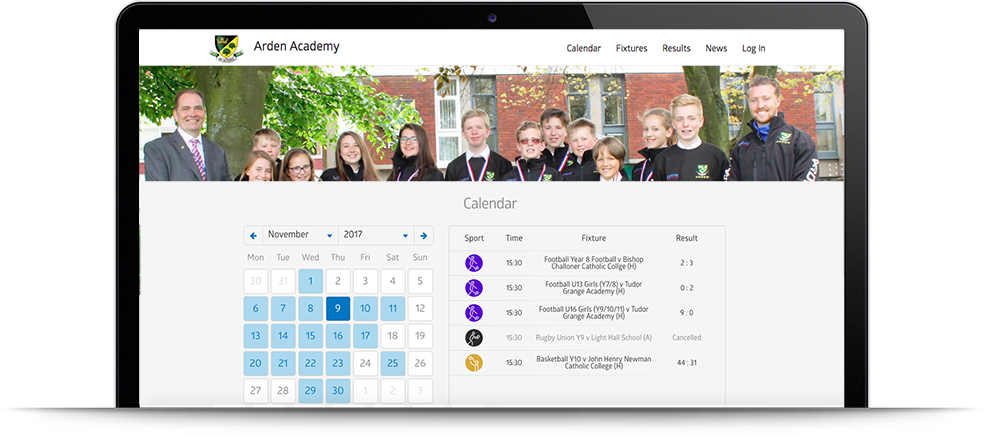 Arden Academy
Calendar Fixtures Results News Log In
Calendar
November 2017
Mon Tue Wed Thu Fri Sat Sun
30 31 1 2 3 4 5
6 7 8 9 10 11 12
13 14 15 16 17 18 19
20 21 22 23 24 25 26
27 28 29 30 1 2 3
Sport Time Fixture Result
15:30 Football Year 8 Football v Bishop
Challoner Catholic Collge (H) 2 : 3
15:30 Football U13 Girls (Y7/8) v Tudor
Grange Academy (H) 0 : 2
15:30 Football U16 Girls (Y9/10/11) v Tudor
Grange Academy (H) 9 : 0
15:30 Rugby Union Y9 v Light Hall School (A) Cancelled
15:30 Basketball Y10 v John Henry Newman
Catholic College (H) 44 : 31